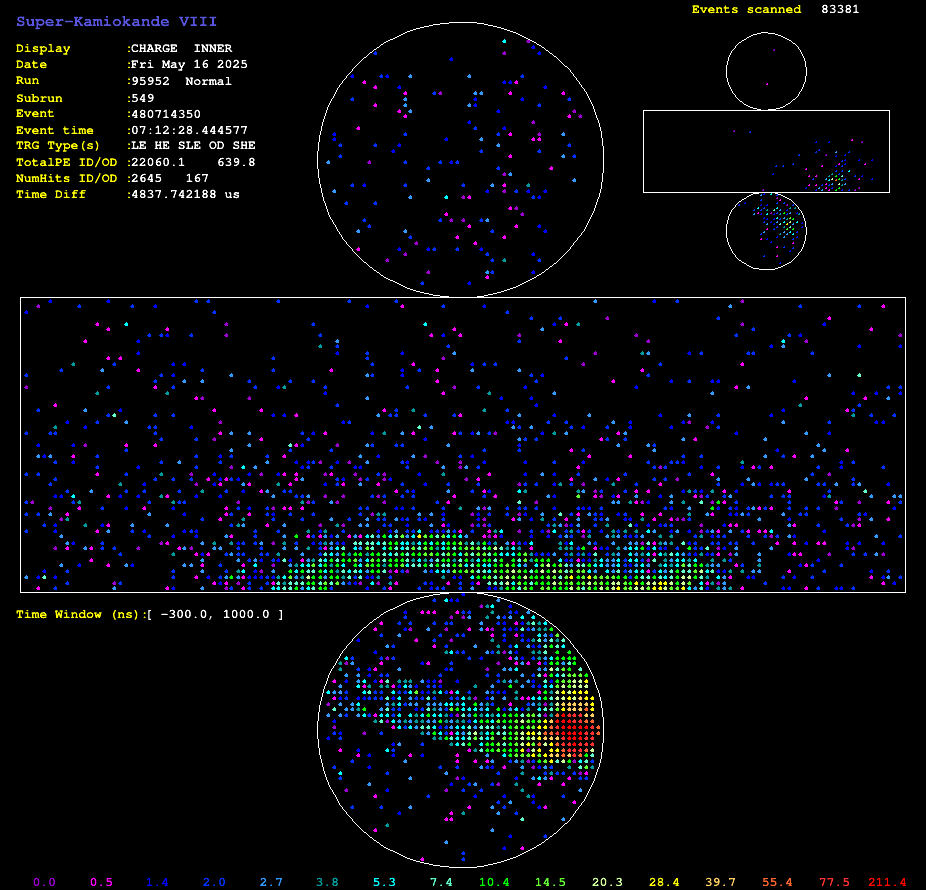 Super-Kamiokande VIII
Events scanned 83381
Display :CHARGE INNER
Date :Fri May 16 2025
Run :95952 Normal
Subrun :549
Event :480714350
Event time :07:12:28.444577
TRG Type(s) :LE HE SLE OD SHE
TotalPE ID/OD :22060.1 639.8
NumHits ID/OD :2645 167
Time Diff :4837.742188 us
Time Window (ns):[ -300.0, 1000.0 ]
0.0 0.5 1.4 2.0 2.7 3.8 5.3 7.4 10.4 14.5 20.3 28.4 39.7 55.4 77.5 211.4